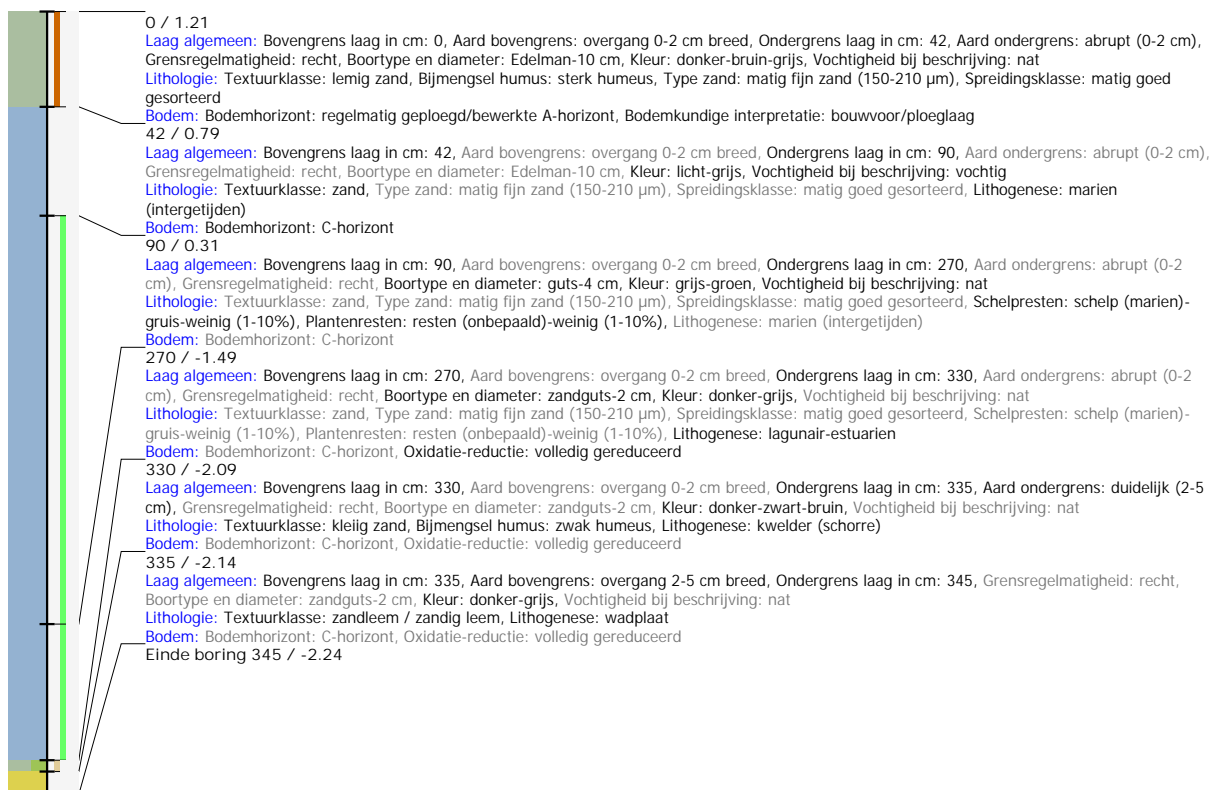 0 / 1.21
Laag algemeen: Bovengrens laag in cm: 0, Aard bovengrens: overgang 0-2 cm breed, Ondergrens laag in cm: 42, Aard ondergrens: abrupt (0-2 cm),
Grensregelmatigheid: recht, Boortype en diameter: Edelman-10 cm, Kleur: donker-bruin-grijs, Vochtigheid bij beschrijving: nat
Lithologie: Textuurklasse: lemig zand, Bijmengsel humus: sterk humeus, Type zand: matig fijn zand (150-210 µm), Spreidingsklasse: matig goed
gesorteerd
Bodem: Bodemhorizont: regelmatig geploegd/bewerkte A-horizont, Bodemkundige interpretatie: bouwvoor/ploeglaag
42 / 0.79
Laag algemeen: Bovengrens laag in cm: 42, Aard bovengrens: overgang 0-2 cm breed, Ondergrens laag in cm: 90, Aard ondergrens: abrupt (0-2 cm),
Grensregelmatigheid: recht, Boortype en diameter: Edelman-10 cm, Kleur: licht-grijs, Vochtigheid bij beschrijving: vochtig
Lithologie: Textuurklasse: zand, Type zand: matig fijn zand (150-210 µm), Spreidingsklasse: matig goed gesorteerd, Lithogenese: marien
(intergetijden)
Bodem: Bodemhorizont: C-horizont
90 / 0.31
Laag algemeen: Bovengrens laag in cm: 90, Aard bovengrens: overgang 0-2 cm breed, Ondergrens laag in cm: 270, Aard ondergrens: abrupt (0-2
cm), Grensregelmatigheid: recht, Boortype en diameter: guts-4 cm, Kleur: grijs-groen, Vochtigheid bij beschrijving: nat
Lithologie: Textuurklasse: zand, Type zand: matig fijn zand (150-210 µm), Spreidingsklasse: matig goed gesorteerd, Schelpresten: schelp (marien)-
gruis-weinig (1-10%), Plantenresten: resten (onbepaald)-weinig (1-10%), Lithogenese: marien (intergetijden)
Bodem: Bodemhorizont: C-horizont
270 / -1.49
Laag algemeen: Bovengrens laag in cm: 270, Aard bovengrens: overgang 0-2 cm breed, Ondergrens laag in cm: 330, Aard ondergrens: abrupt (0-2
cm), Grensregelmatigheid: recht, Boortype en diameter: zandguts-2 cm, Kleur: donker-grijs, Vochtigheid bij beschrijving: nat
Lithologie: Textuurklasse: zand, Type zand: matig fijn zand (150-210 µm), Spreidingsklasse: matig goed gesorteerd, Schelpresten: schelp (marien)-
gruis-weinig (1-10%), Plantenresten: resten (onbepaald)-weinig (1-10%), Lithogenese: lagunair-estuarien
Bodem: Bodemhorizont: C-horizont, Oxidatie-reductie: volledig gereduceerd
330 / -2.09
Laag algemeen: Bovengrens laag in cm: 330, Aard bovengrens: overgang 0-2 cm breed, Ondergrens laag in cm: 335, Aard ondergrens: duidelijk (2-5
cm), Grensregelmatigheid: recht, Boortype en diameter: zandguts-2 cm, Kleur: donker-zwart-bruin, Vochtigheid bij beschrijving: nat
Lithologie: Textuurklasse: kleiig zand, Bijmengsel humus: zwak humeus, Lithogenese: kwelder (schorre)
Bodem: Bodemhorizont: C-horizont, Oxidatie-reductie: volledig gereduceerd
335 / -2.14
Laag algemeen: Bovengrens laag in cm: 335, Aard bovengrens: overgang 2-5 cm breed, Ondergrens laag in cm: 345, Grensregelmatigheid: recht,
Boortype en diameter: zandguts-2 cm, Kleur: donker-grijs, Vochtigheid bij beschrijving: nat
Lithologie: Textuurklasse: zandleem / zandig leem, Lithogenese: wadplaat
Bodem: Bodemhorizont: C-horizont, Oxidatie-reductie: volledig gereduceerd
Einde boring 345 / -2.24